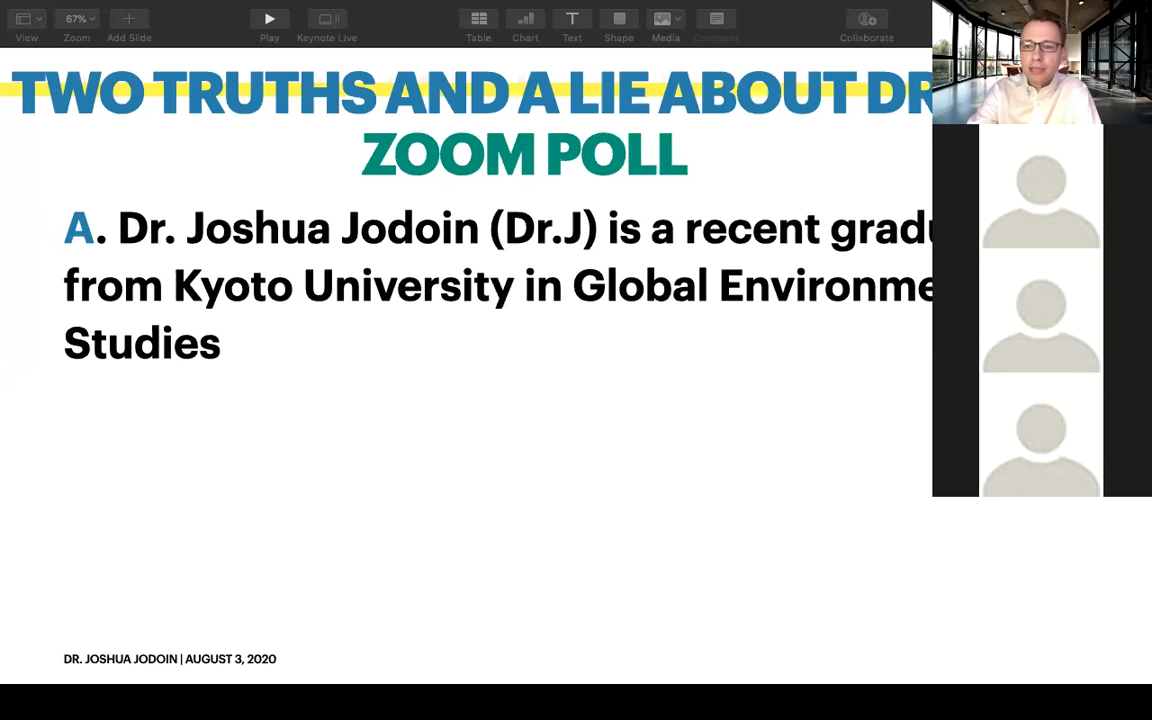 View
67%
Zoom
Add Slide
Play
Keynote Live
Table
Chart
Text
Shape
Media
Comment
Collaborate
TWO TRUTHS AND A LIE ABOUT DR
ZOOM POLL
A. Dr. Joshua Jodoin (Dr.J) is a recent
from Kyoto University in Global
Studies
DR. JOSHUA JODOIN | AUGUST 3, 2020